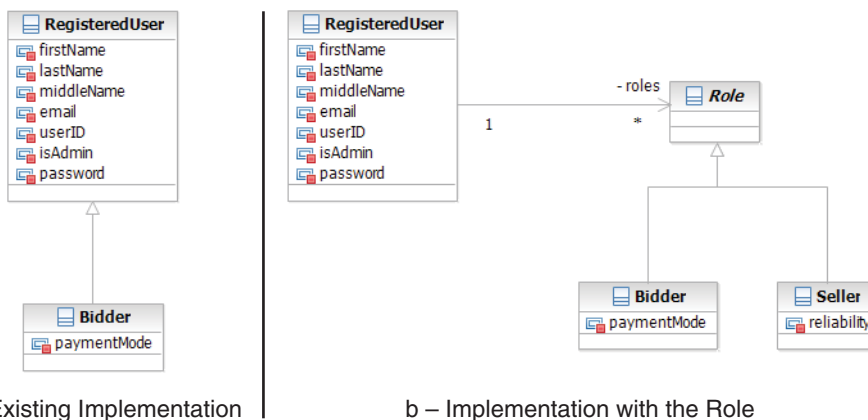 RegisteredUser
firstName
lastName
middleName
email
userID
isAdmin
password
Bidder
paymentMode
Existing Implementation
RegisteredUser
firstName
lastName
middleName
email
userID
isAdmin
password
1
- roles
*
Role
Bidder
paymentMode
Seller
reliability
b – Implementation with the Role